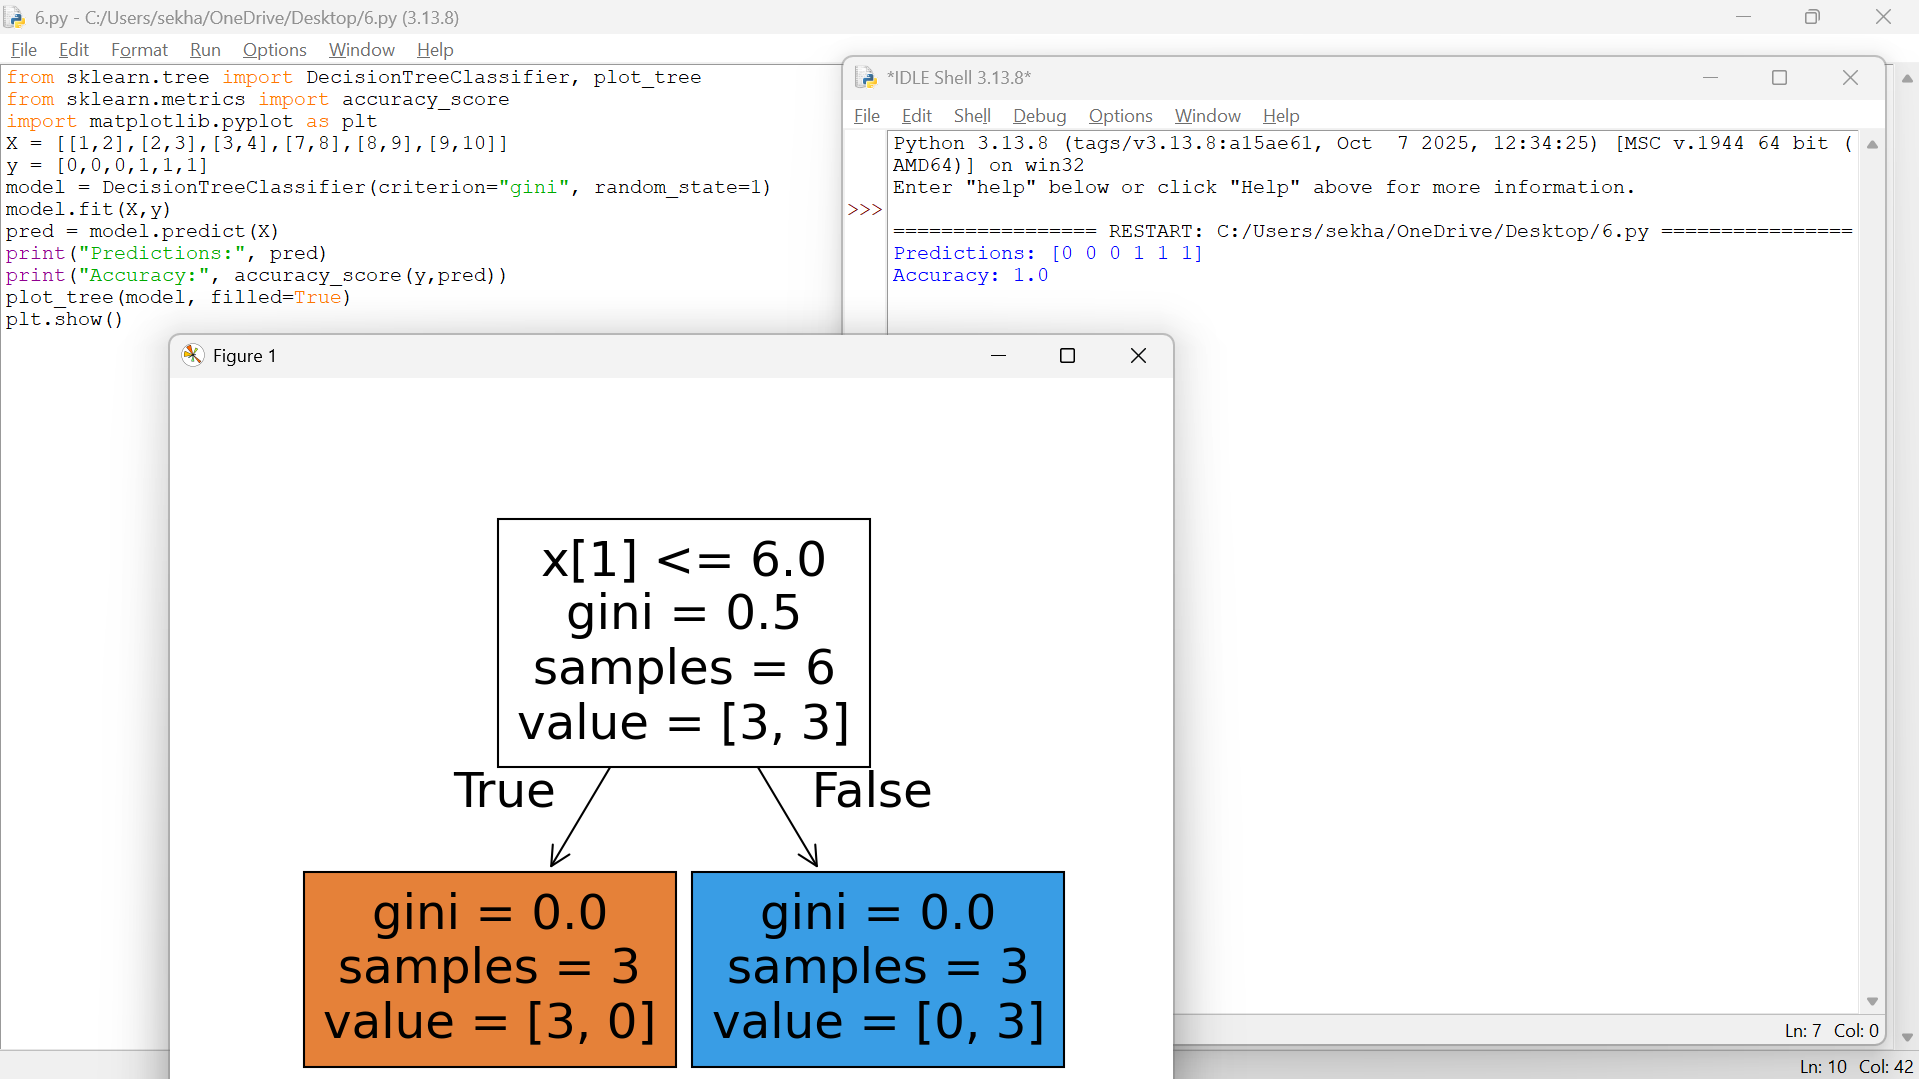 6.py - C:/Users/sekha/OneDrive/Desktop/6.py (3.13.8)
File Edit Format Run Options Window Help
from sklearn.tree import DecisionTreeClassifier, plot_tree
from sklearn.metrics import accuracy_score
import matplotlib.pyplot as plt
X = [[1,2],[2,3],[3,4],[7,8],[8,9],[9,10]]
y = [0,0,0,1,1,1]
model = DecisionTreeClassifier(criterion="gini", random_state=1)
model.fit(X,y)
pred = model.predict(X)
print("Predictions:", pred)
print("Accuracy:", accuracy_score(y,pred))
plot_tree(model, filled=True)
plt.show()
*IDLE Shell 3.13.8*
File Edit Shell Debug Options Window Help
Python 3.13.8 (tags/v3.13.8:a15ae61, Oct  7 2025, 12:34:25) [MSC v.1944 64 bit (
AMD64)] on win32
Enter "help" below or click "Help" above for more information.
>>>
================= RESTART: C:/Users/sekha/OneDrive/Desktop/6.py ================
Predictions: [0 0 0 1 1 1]
Accuracy: 1.0
Figure 1
x[1] <= 6.0
gini = 0.5
samples = 6
value = [3, 3]
True
False
gini = 0.0
samples = 3
value = [3, 0]
gini = 0.0
samples = 3
value = [0, 3]
Ln: 7 Col: 0
Ln: 10 Col: 42